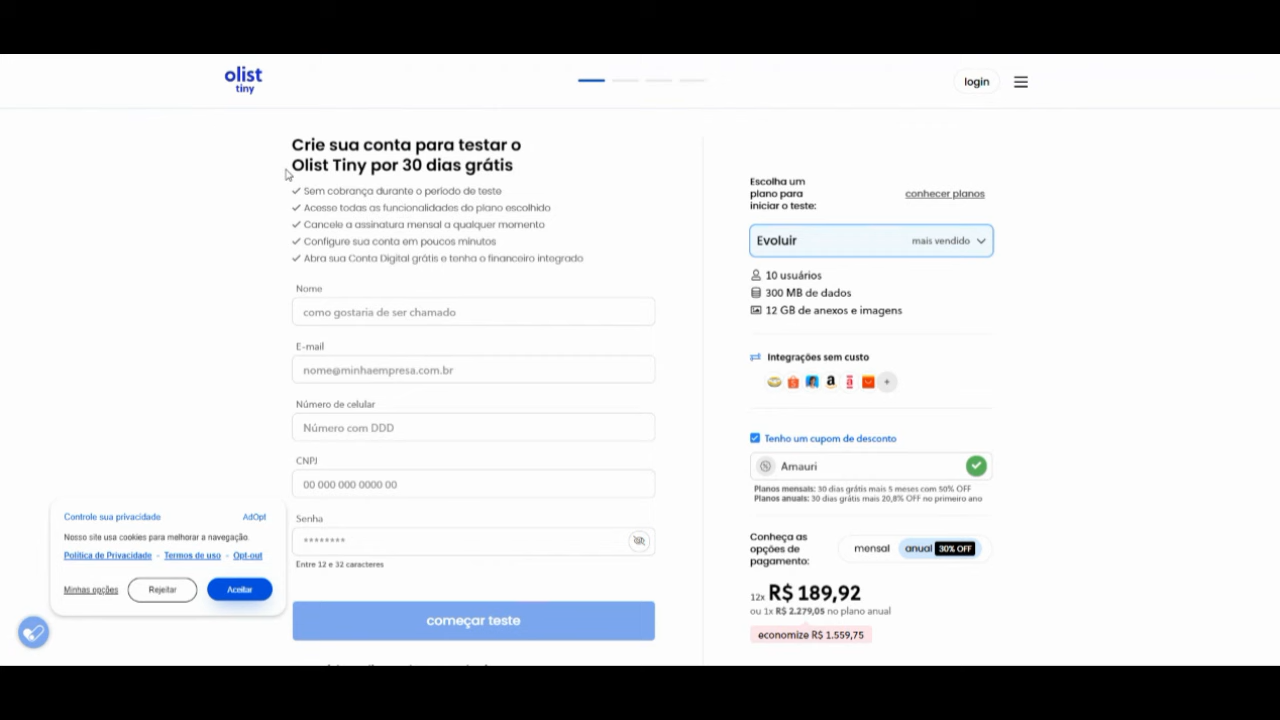 olist
tiny
login
Crie sua conta para testar o
Olist Tiny por 30 dias grátis
Sem cobrança durante o período de teste
Acesse todas as funcionalidades do plano escolhido
Cancele a assinatura mensal a qualquer momento
Configure sua conta em poucos minutos
Abra sua Conta Digital grátis e tenha o financeiro integrado
Nome
como gostaria de ser chamado
E-mail
nome@minhaempresa.com.br
Número de celular
Número com DDD
CNPJ
00 000 000 0000 00
Senha
********
Entre 12 e 32 caracteres
começar teste
Escolha um
plano para
iniciar o teste:
conhecer planos
Evoluir
mais vendido
10 usuários
300 MB de dados
12 GB de anexos e imagens
Integrações sem custo
a
+
Tenho um cupom de desconto
Amauri
Planos mensais: 30 dias grátis mais 5 meses com 50% OFF
Planos anuais: 30 dias grátis mais 20,8% OFF no primeiro ano
Conheça as
opções de
pagamento:
mensal
anual 30% OFF
12x R$ 189,92
ou 1x R$ 2.279,05 no plano anual
economize R$ 1.559,75
Controle sua privacidade
AdOpt
Nosso site usa cookies para melhorar a navegação.
Política de Privacidade - Termos de uso - Opt-out
Minhas opções
Rejeitar
Aceitar